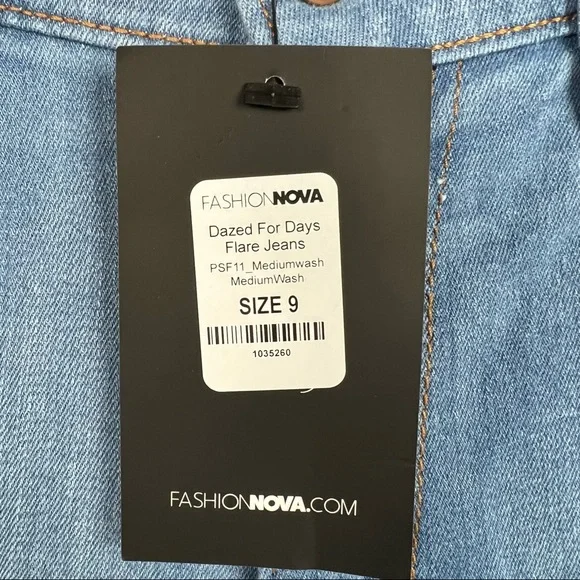 FASHIONNOVA
Dazed For Days
Flare Jeans
PSF11_Mediumwash
MediumWash
SIZE 9
1035260
FASHIONNOVA.COM